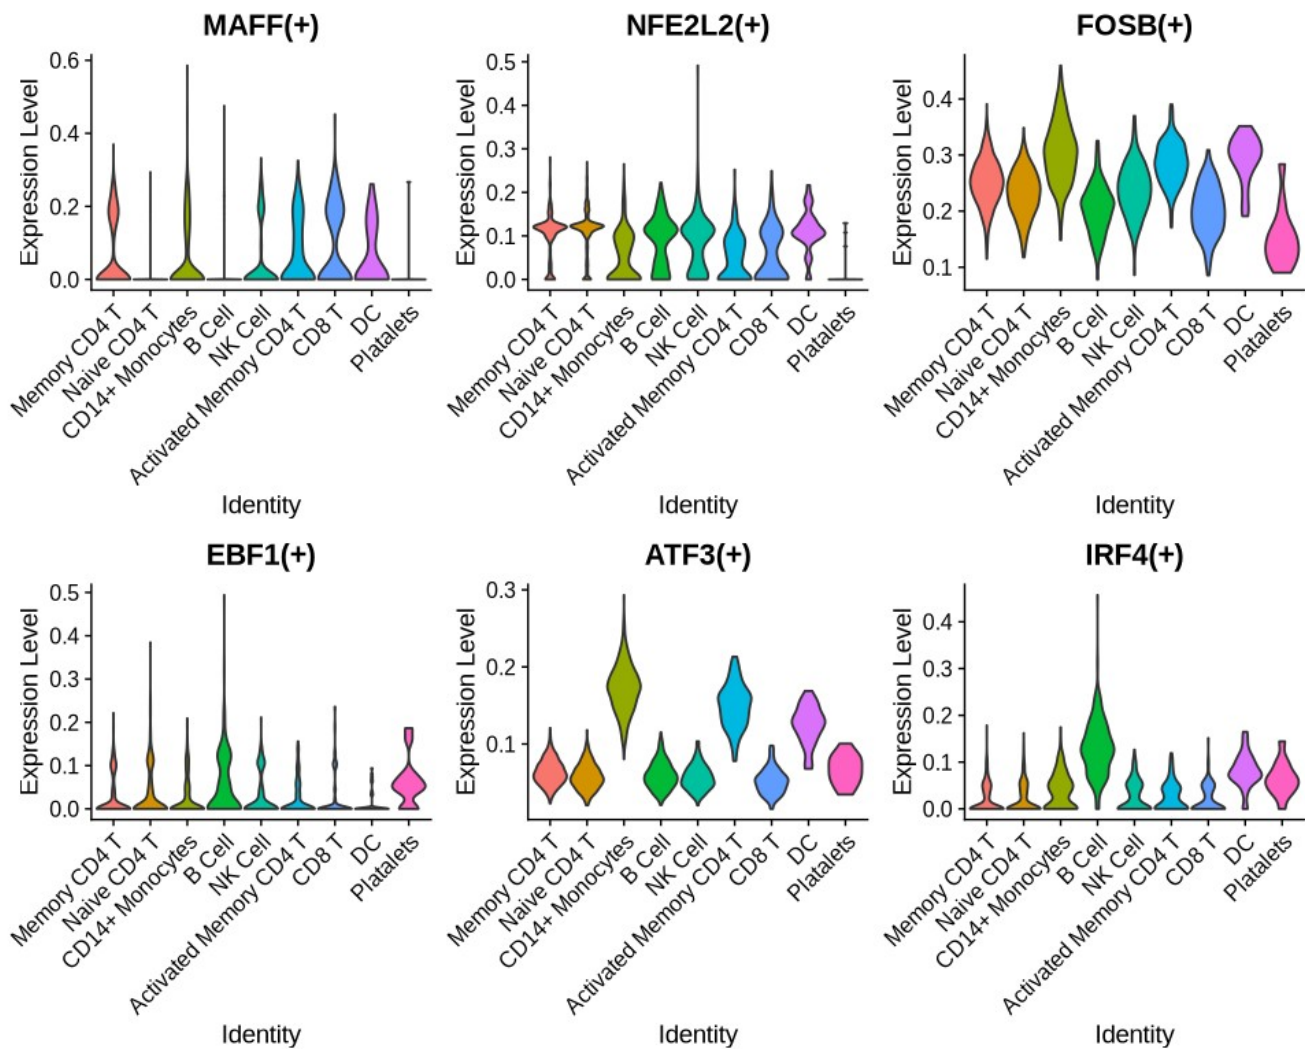 MAFF(+)
Expression Level
0.6
0.4
0.2
0.0
Memory CD4 T
Naive CD4 T
CD14+ Monocytes
B Cell
NK Cell
Activated Memory CD4 T
CD8 T
DC
Platelets
Identity
NFE2L2(+)
Expression Level
0.5
0.4
0.3
0.2
0.1
0.0
Memory CD4 T
Naive CD4 T
CD14+ Monocytes
B Cell
NK Cell
Activated Memory CD4 T
CD8 T
DC
Platelets
Identity
FOSB(+)
Expression Level
0.4
0.3
0.2
0.1
Memory CD4 T
Naive CD4 T
CD14+ Monocytes
B Cell
NK Cell
Activated Memory CD4 T
CD8 T
DC
Platelets
Identity
EBF1(+)
Expression Level
0.5
0.4
0.3
0.2
0.1
0.0
Memory CD4 T
Naive CD4 T
CD14+ Monocytes
B Cell
NK Cell
Activated Memory CD4 T
CD8 T
DC
Platelets
Identity
ATF3(+)
Expression Level
0.3
0.2
0.1
Memory CD4 T
Naive CD4 T
CD14+ Monocytes
B Cell
NK Cell
Activated Memory CD4 T
CD8 T
DC
Platelets
Identity
IRF4(+)
Expression Level
0.4
0.3
0.2
0.1
0.0
Memory CD4 T
Naive CD4 T
CD14+ Monocytes
B Cell
NK Cell
Activated Memory CD4 T
CD8 T
DC
Platelets
Identity